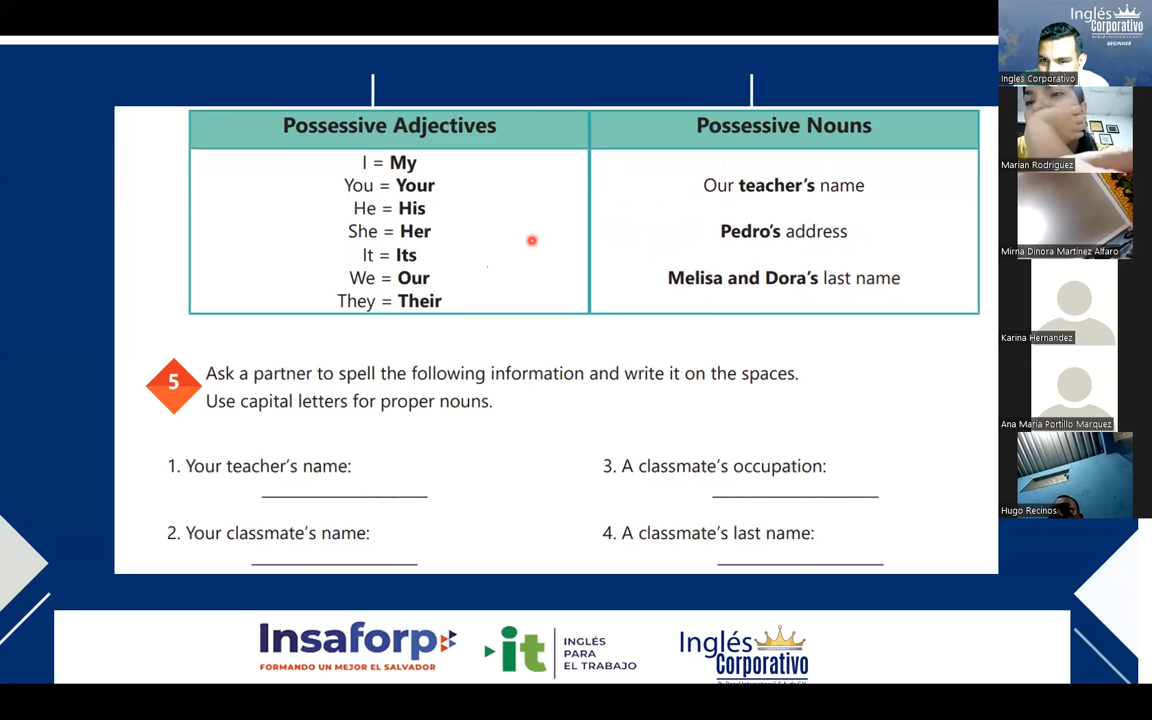 Possessive Adjectives
I = My
You = Your
He = His
She = Her
It = Its
We = Our
They = Their
Possessive Nouns
Our teacher's name
Pedro's address
Melisa and Dora's last name
5
Ask a partner to spell the following information and write it on the spaces.
Use capital letters for proper nouns.
1. Your teacher's name:
2. Your classmate's name:
3. A classmate's occupation:
4. A classmate's last name:
Insaforp
FORMANDO UN MEJOR EL SALVADOR
it
INGLÉS
PARA
EL TRABAJO
Inglés
Corporativo
Inglés
Corporativo
BEGINNER
Ingles Corporativo
Marian Rodriguez
Mirna Dinora Martinez Alfaro
Karina Hernandez
Ana Maria Portillo Marquez
Hugo Recinos